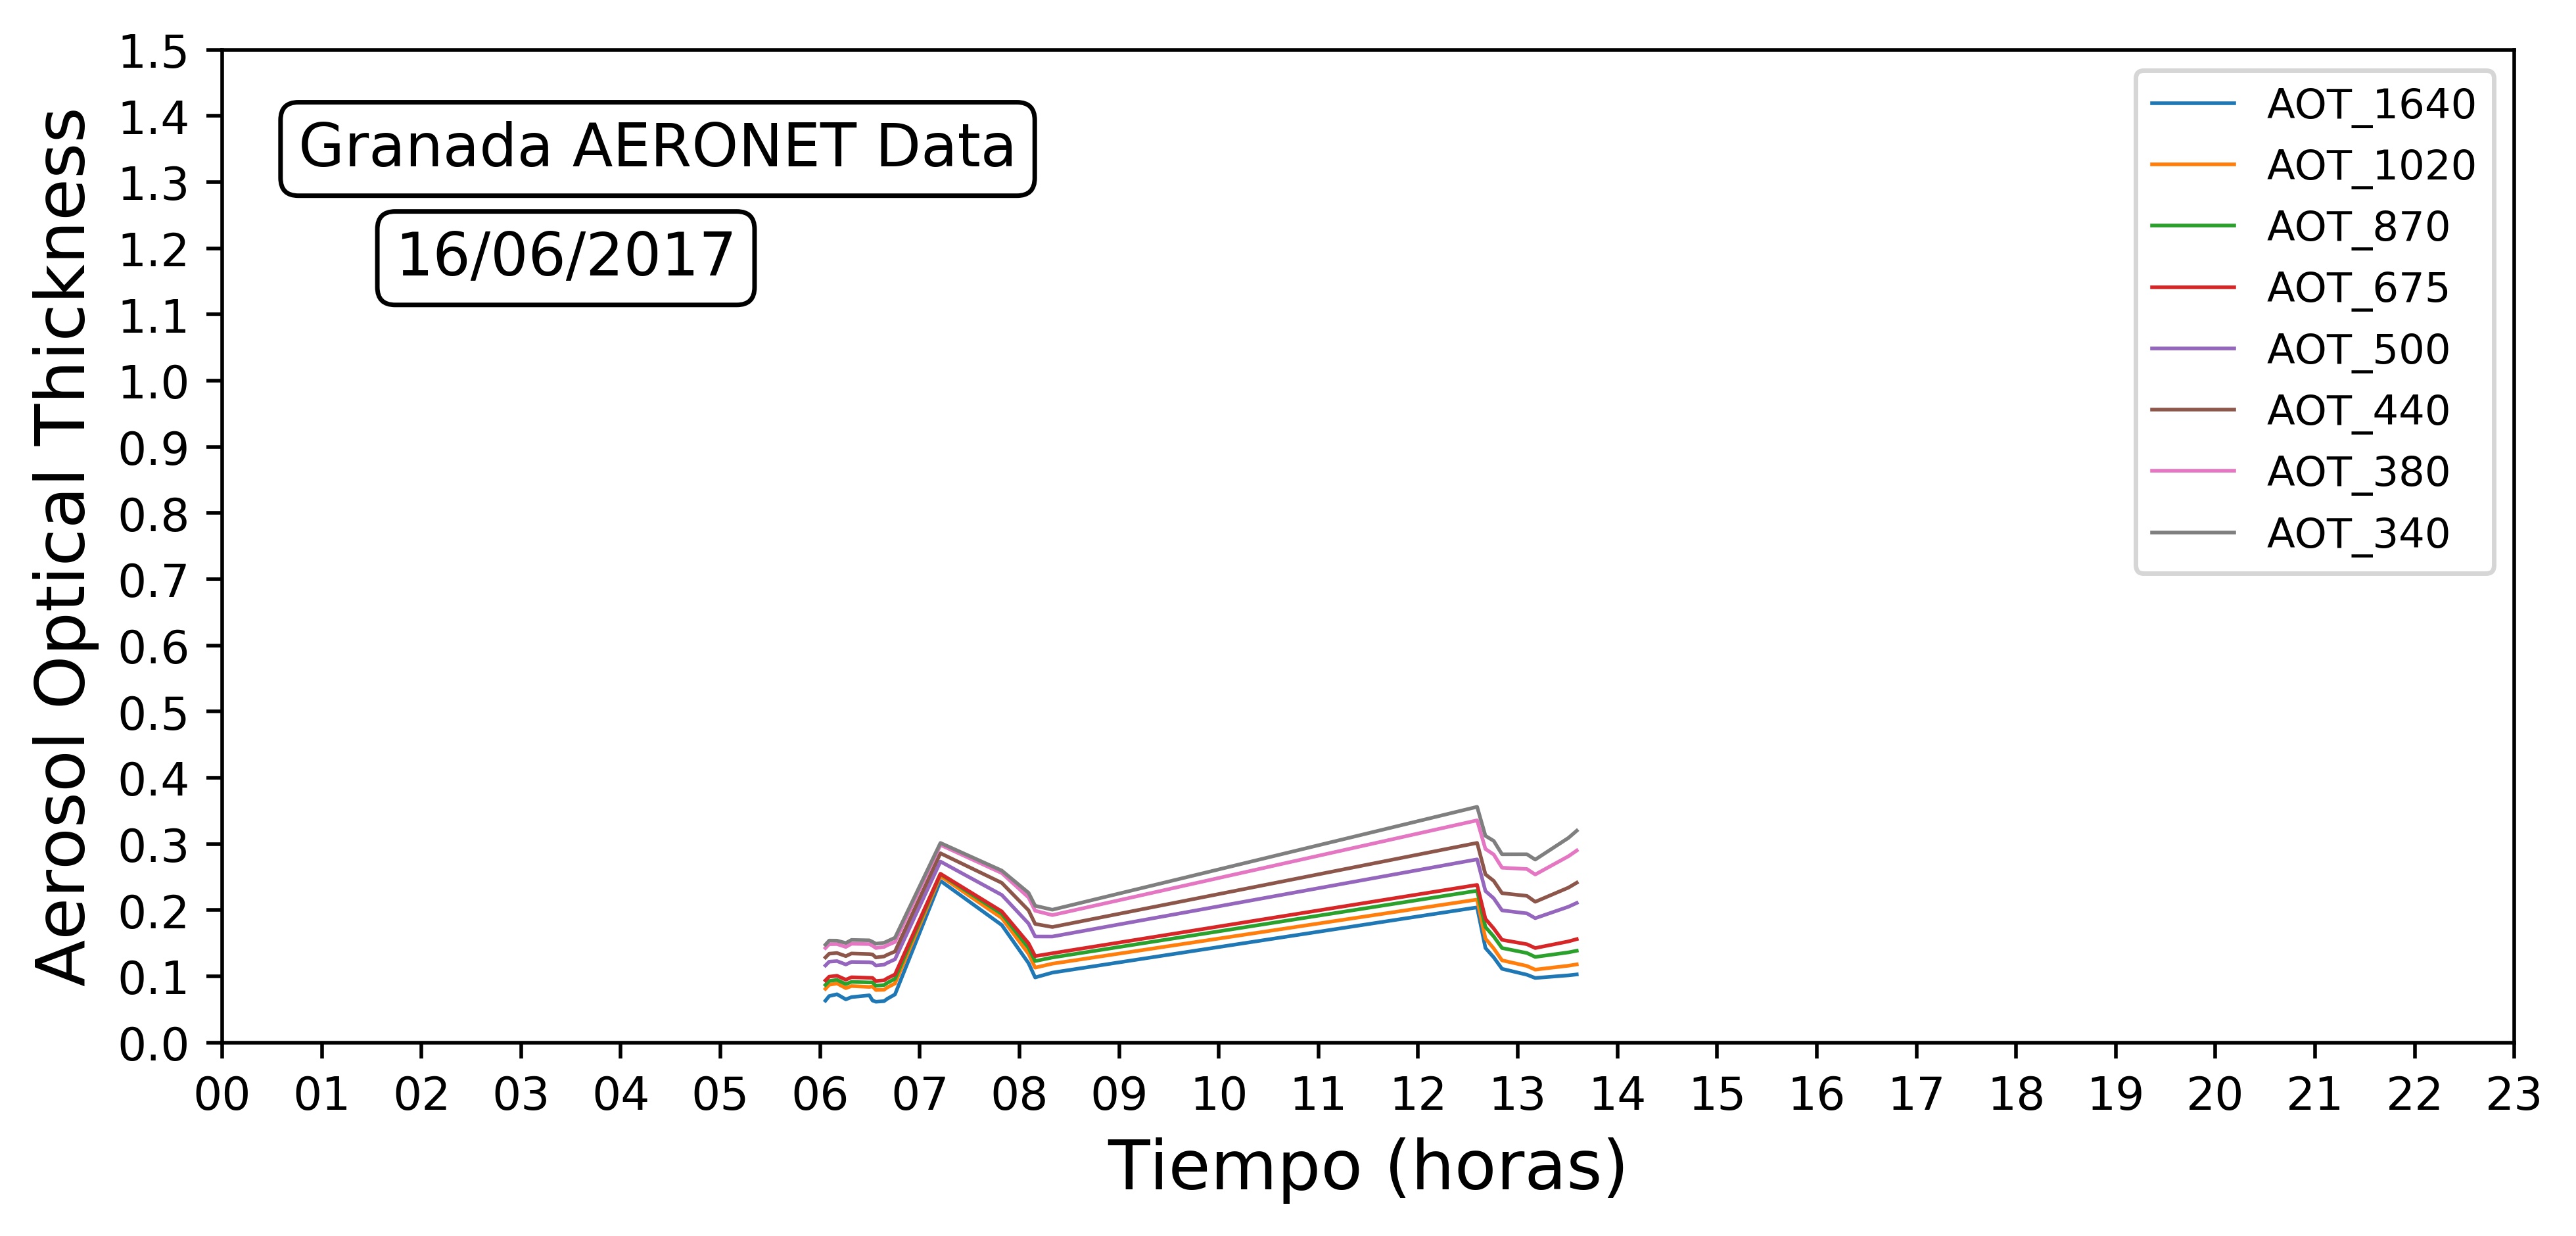 Aerosol Optical Thickness
1.5
1.4
1.3
1.2
1.1
1.0
0.9
0.8
0.7
0.6
0.5
0.4
0.3
0.2
0.1
0.0
Granada AERONET Data
16/06/2017
AOT_1640
AOT_1020
AOT_870
AOT_675
AOT_500
AOT_440
AOT_380
AOT_340
00 01 02 03 04 05 06 07 08 09 10 11 12 13 14 15 16 17 18 19 20 21 22 23
Tiempo (horas)